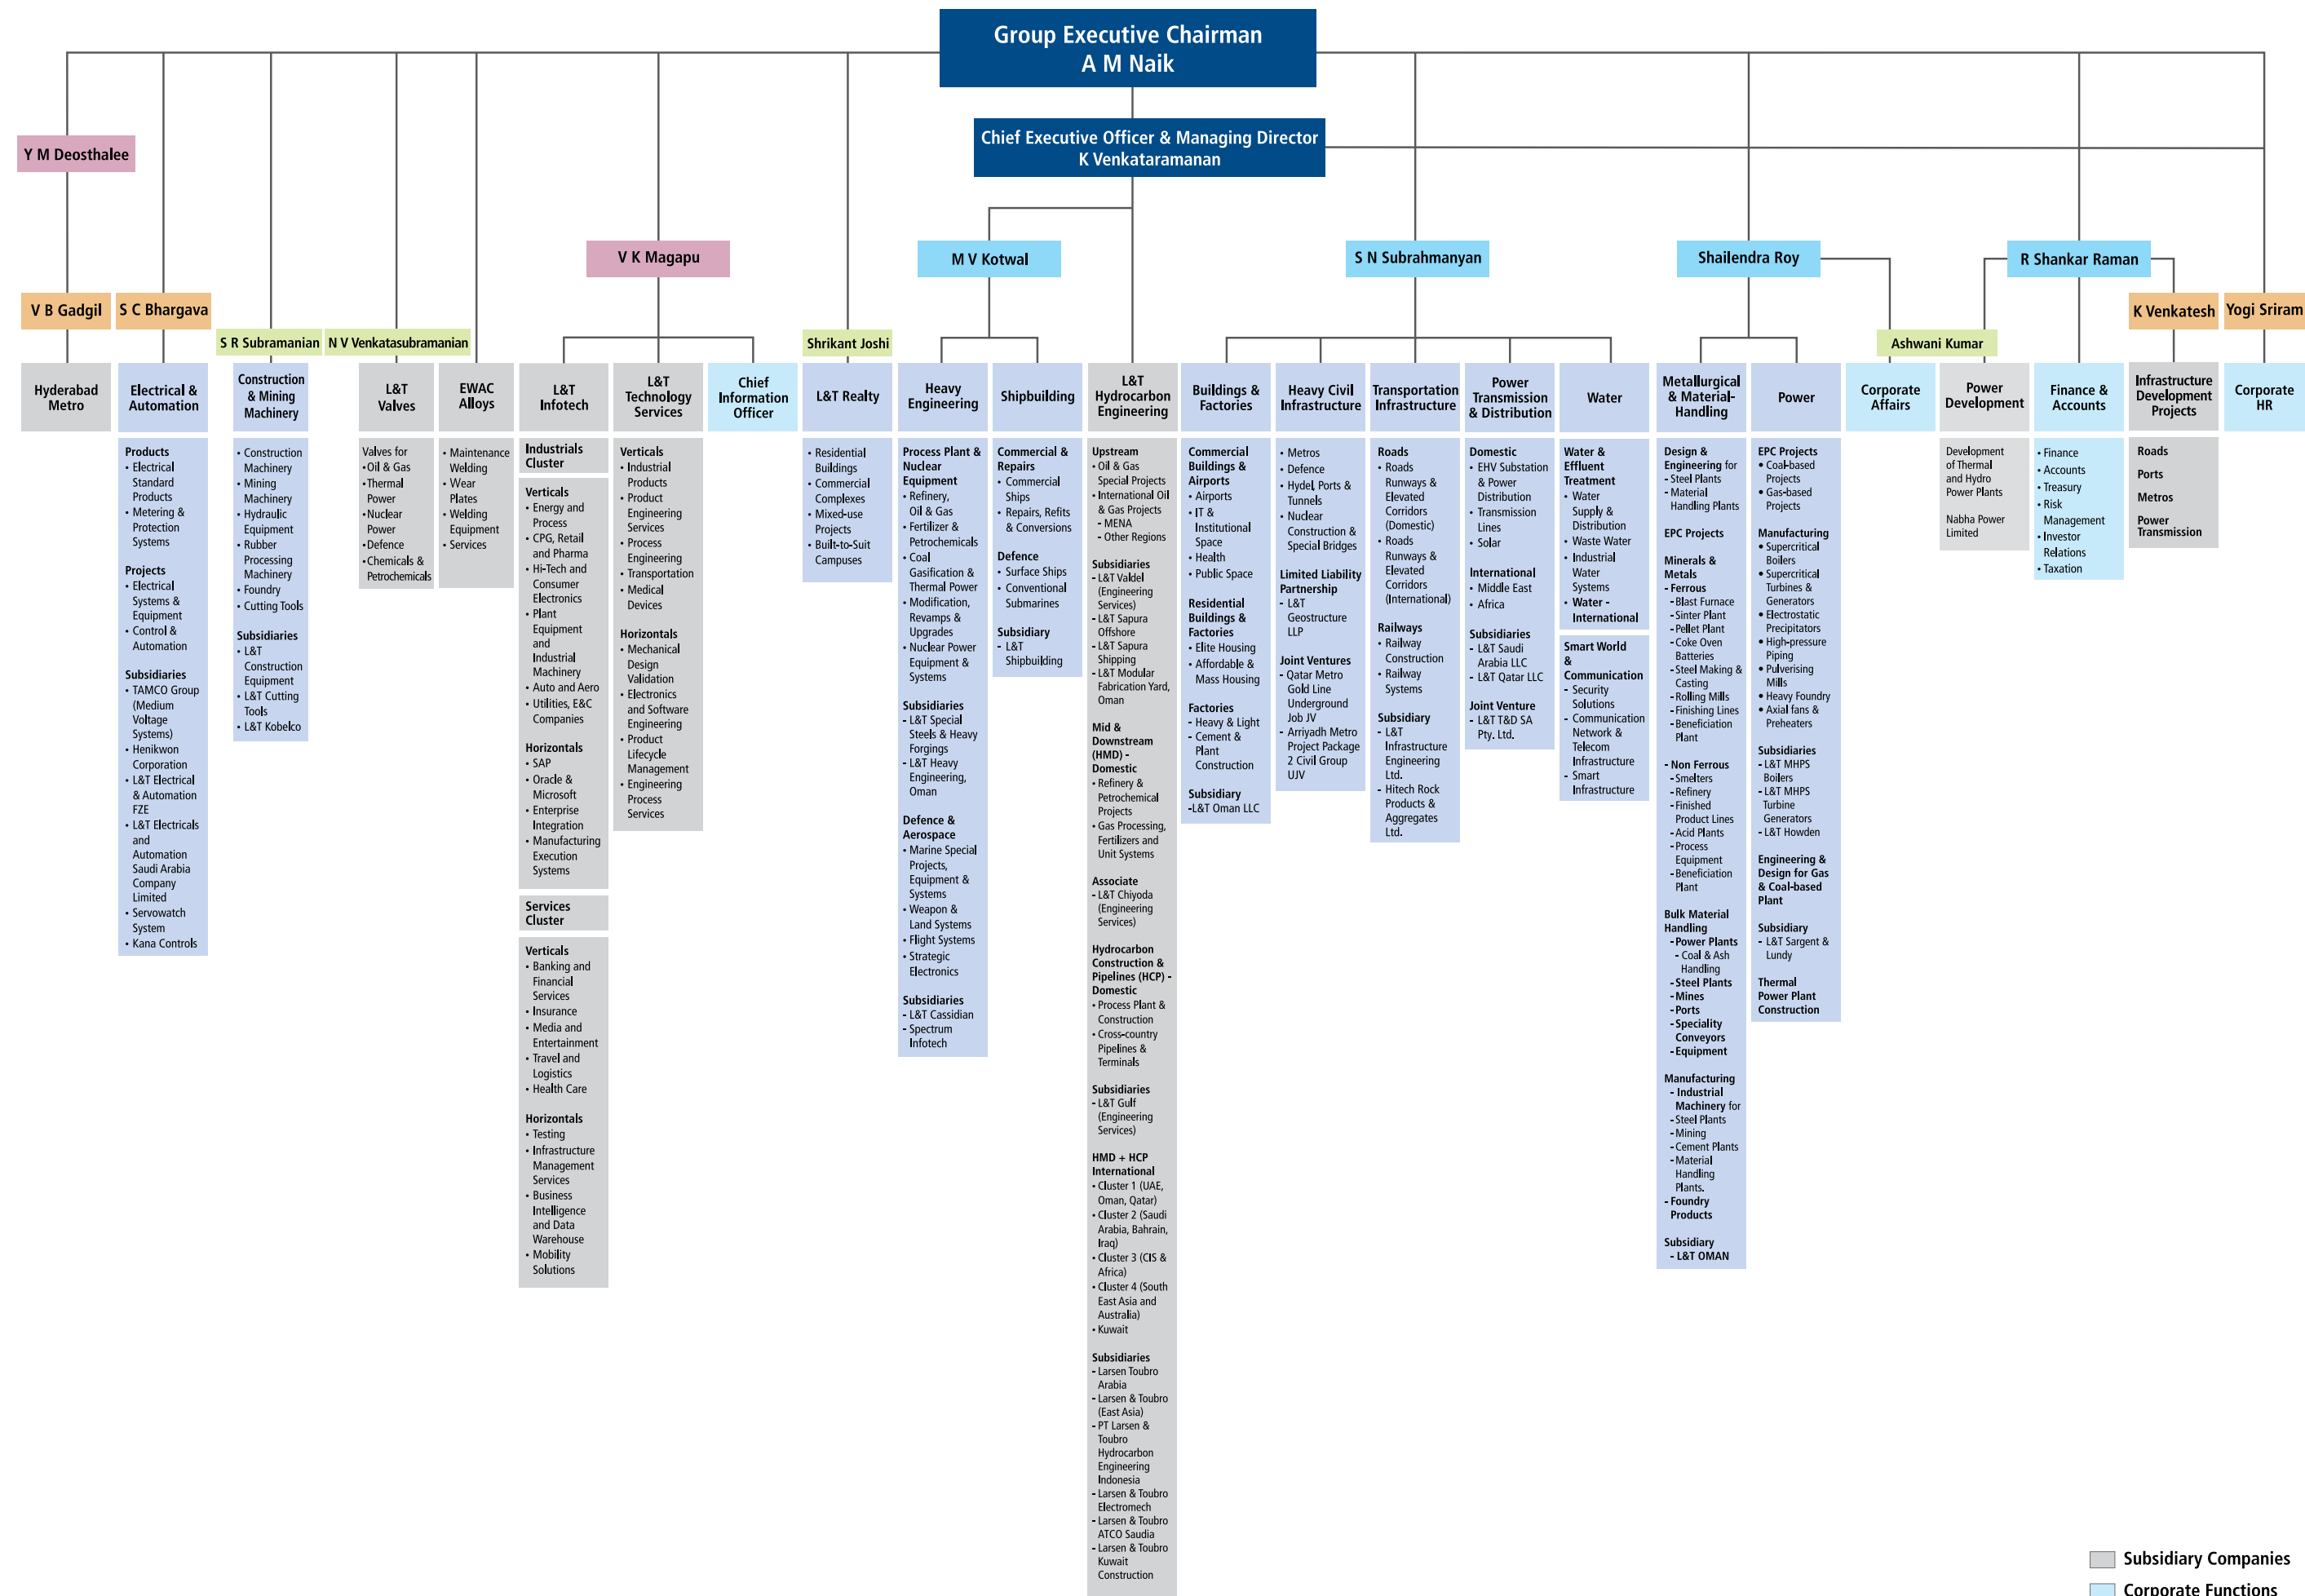 Group Executive Chairman
A M Naik
Chief Executive Officer & Managing Director
K Venkataramanan
Y M Deosthalee
V K Magapu
M V Kotwal
S N Subrahmanyan
Shailendra Roy
R Shankar Raman
V B Gadgil
S C Bhargava
K Venkatesh
Yogi Sriram
S R Subramanian
N V Venkatasubramanian
Shrikant Joshi
Ashwani Kumar
Hyderabad
Metro
Electrical &
Automation
Products
• Electrical
Standard
Products
• Metering &
Protection
Systems
Projects
• Electrical
Systems &
Equipment
• Control &
Automation
Subsidiaries
• TAMCO Group
(Medium
Voltage
Systems)
• Henikwon
Corporation
• L&T Electrical
& Automation
FZE
• L&T Electricals
and
Automation
Saudi Arabia
Company
Limited
• Servowatch
System
• Kana Controls
Construction
& Mining
Machinery
• Construction
Machinery
• Mining
Machinery
• Hydraulic
Equipment
• Rubber
Processing
Machinery
• Foundry
• Cutting Tools
Subsidiaries
• L&T
Construction
Equipment
• L&T Cutting
Tools
• L&T Kobelco
L&T
Valves
Valves for
•Oil & Gas
•Thermal
Power
•Nuclear
Power
•Defence
•Chemicals &
Petrochemicals
EWAC
Alloys
• Maintenance
Welding
• Wear
Plates
• Welding
Equipment
• Services
L&T
Infotech
Industrials
Cluster
Verticals
• Energy and
Process
• CPG, Retail
and Pharma
• Hi-Tech and
Consumer
Electronics
• Plant
Equipment
and
Industrial
Machinery
• Auto and Aero
• Utilities, E&C
Companies
Horizontals
• SAP
• Oracle &
Microsoft
• Enterprise
Integration
• Manufacturing
Execution
Systems
Services
Cluster
Verticals
• Banking and
Financial
Services
• Insurance
• Media and
Entertainment
• Travel and
Logistics
• Health Care
Horizontals
• Testing
• Infrastructure
Management
Services
• Business
Intelligence
and Data
Warehouse
• Mobility
Solutions
L&T
Technology
Services
Verticals
• Industrial
Products
• Product
Engineering
Services
• Process
Engineering
• Transportation
• Medical
Devices
Horizontals
• Mechanical
Design
Validation
• Electronics
and Software
Engineering
• Product
Lifecycle
Management
• Engineering
Process
Services
Chief
Information
Officer
L&T Realty
• Residential
Buildings
• Commercial
Complexes
• Mixed-use
Projects
• Built-to-Suit
Campuses
Heavy
Engineering
Process Plant &
Nuclear
Equipment
• Refinery,
Oil & Gas
• Fertilizer &
Petrochemicals
• Coal
Gasification &
Thermal Power
• Modification,
Revamps &
Upgrades
• Nuclear Power
Equipment &
Systems
Subsidiaries
- L&T Special
Steels & Heavy
Forgings
- L&T Heavy
Engineering,
Oman
Defence &
Aerospace
• Marine Special
Projects,
Equipment &
Systems
• Weapon &
Land Systems
• Flight Systems
• Strategic
Electronics
Subsidiaries
- L&T Cassidian
- Spectrum
Infotech
Shipbuilding
Commercial &
Repairs
• Commercial
Ships
• Repairs, Refits
& Conversions
Defence
• Surface Ships
• Conventional
Submarines
Subsidiary
- L&T
Shipbuilding
L&T
Hydrocarbon
Engineering
Upstream
• Oil & Gas
Special Projects
• International Oil
& Gas Projects
- MENA
- Other Regions
Subsidiaries
- L&T Valdel
(Engineering
Services)
- L&T Sapura
Offshore
- L&T Sapura
Shipping
- L&T Modular
Fabrication Yard,
Oman
Mid &
Downstream
(HMD) -
Domestic
• Refinery &
Petrochemical
Projects
• Gas Processing,
Fertilizers and
Unit Systems
Associate
- L&T Chiyoda
(Engineering
Services)
Hydrocarbon
Construction &
Pipelines (HCP) -
Domestic
• Process Plant &
Construction
• Cross-country
Pipelines &
Terminals
Subsidiaries
- L&T Gulf
(Engineering
Services)
HMD + HCP
International
• Cluster 1 (UAE,
Oman, Qatar)
• Cluster 2 (Saudi
Arabia, Bahrain,
Iraq)
• Cluster 3 (CIS &
Africa)
• Cluster 4 (South
East Asia and
Australia)
• Kuwait
Subsidiaries
- Larsen Toubro
Arabia
- Larsen & Toubro
(East Asia)
- PT Larsen &
Toubro
Hydrocarbon
Engineering
Indonesia
- Larsen & Toubro
Electromech
- Larsen & Toubro
ATCO Saudia
- Larsen & Toubro
Kuwait
Construction
Buildings &
Factories
Commercial
Buildings &
Airports
• Airports
• IT &
Institutional
Space
• Health
• Public Space
Residential
Buildings &
Factories
• Elite Housing
• Affordable &
Mass Housing
Factories
- Heavy & Light
- Cement &
Plant
Construction
Subsidiary
-L&T Oman LLC
Heavy Civil
Infrastructure
• Metros
• Defence
• Hydel, Ports &
Tunnels
• Nuclear
Construction &
Special Bridges
Limited Liability
Partnership
- L&T
Geostructure
LLP
Joint Ventures
- Qatar Metro
Gold Line
Underground
Job JV
- Arriyadh Metro
Project Package
2 Civil Group
UJV
Transportation
Infrastructure
Roads
• Roads
Runways &
Elevated
Corridors
(Domestic)
• Roads
Runways &
Elevated
Corridors
(International)
Railways
• Railway
Construction
• Railway
Systems
Subsidiary
- L&T
Infrastructure
Engineering
Ltd.
- Hitech Rock
Products &
Aggregates
Ltd.
Power
Transmission
& Distribution
Domestic
• EHV Substation
& Power
Distribution
• Transmission
Lines
• Solar
International
• Middle East
• Africa
Subsidiaries
- L&T Saudi
Arabia LLC
- L&T Qatar LLC
Joint Venture
- L&T T&D SA
Pty. Ltd.
Water
Water &
Effluent
Treatment
• Water
Supply &
Distribution
• Waste Water
• Industrial
Water
Systems
• Water -
International
Smart World
&
Communication
- Security
Solutions
- Communication
Network &
Telecom
Infrastructure
- Smart
Infrastructure
Metallurgical
& Material-
Handling
Design &
Engineering for
- Steel Plants
- Material
Handling Plants
EPC Projects
Minerals &
Metals
- Ferrous
- Blast Furnace
- Sinter Plant
- Pellet Plant
- Coke Oven
Batteries
- Steel Making &
Casting
- Rolling Mills
- Finishing Lines
- Beneficiation
Plant
- Non Ferrous
- Smelters
- Refinery
- Finished
Product Lines
- Acid Plants
- Process
Equipment
- Beneficiation
Plant
Bulk Material
Handling
- Power Plants
- Coal & Ash
Handling
- Steel Plants
- Mines
- Ports
- Speciality
Conveyors
- Equipment
Manufacturing
- Industrial
Machinery for
- Steel Plants
- Mining
- Cement Plants
- Material
Handling
Plants.
- Foundry
Products
Subsidiary
- L&T OMAN
Power
EPC Projects
• Coal-based
Projects
• Gas-based
Projects
Manufacturing
• Supercritical
Boilers
• Supercritical
Turbines &
Generators
• Electrostatic
Precipitators
• High-pressure
Piping
• Pulverising
Mills
• Heavy Foundry
• Axial fans &
Preheaters
Subsidiaries
- L&T MHPS
Boilers
- L&T MHPS
Turbine
Generators
- L&T Howden
Engineering &
Design for Gas
& Coal-based
Plant
Subsidiary
- L&T Sargent &
Lundy
Thermal
Power Plant
Construction
Corporate
Affairs
Power
Development
Development
of Thermal
and Hydro
Power Plants
Nabha Power
Limited
Finance &
Accounts
• Finance
• Accounts
• Treasury
• Risk
Management
• Investor
Relations
• Taxation
Infrastructure
Development
Projects
Roads
Ports
Metros
Power
Transmission
Corporate
HR
Subsidiary Companies
Corporate Functions